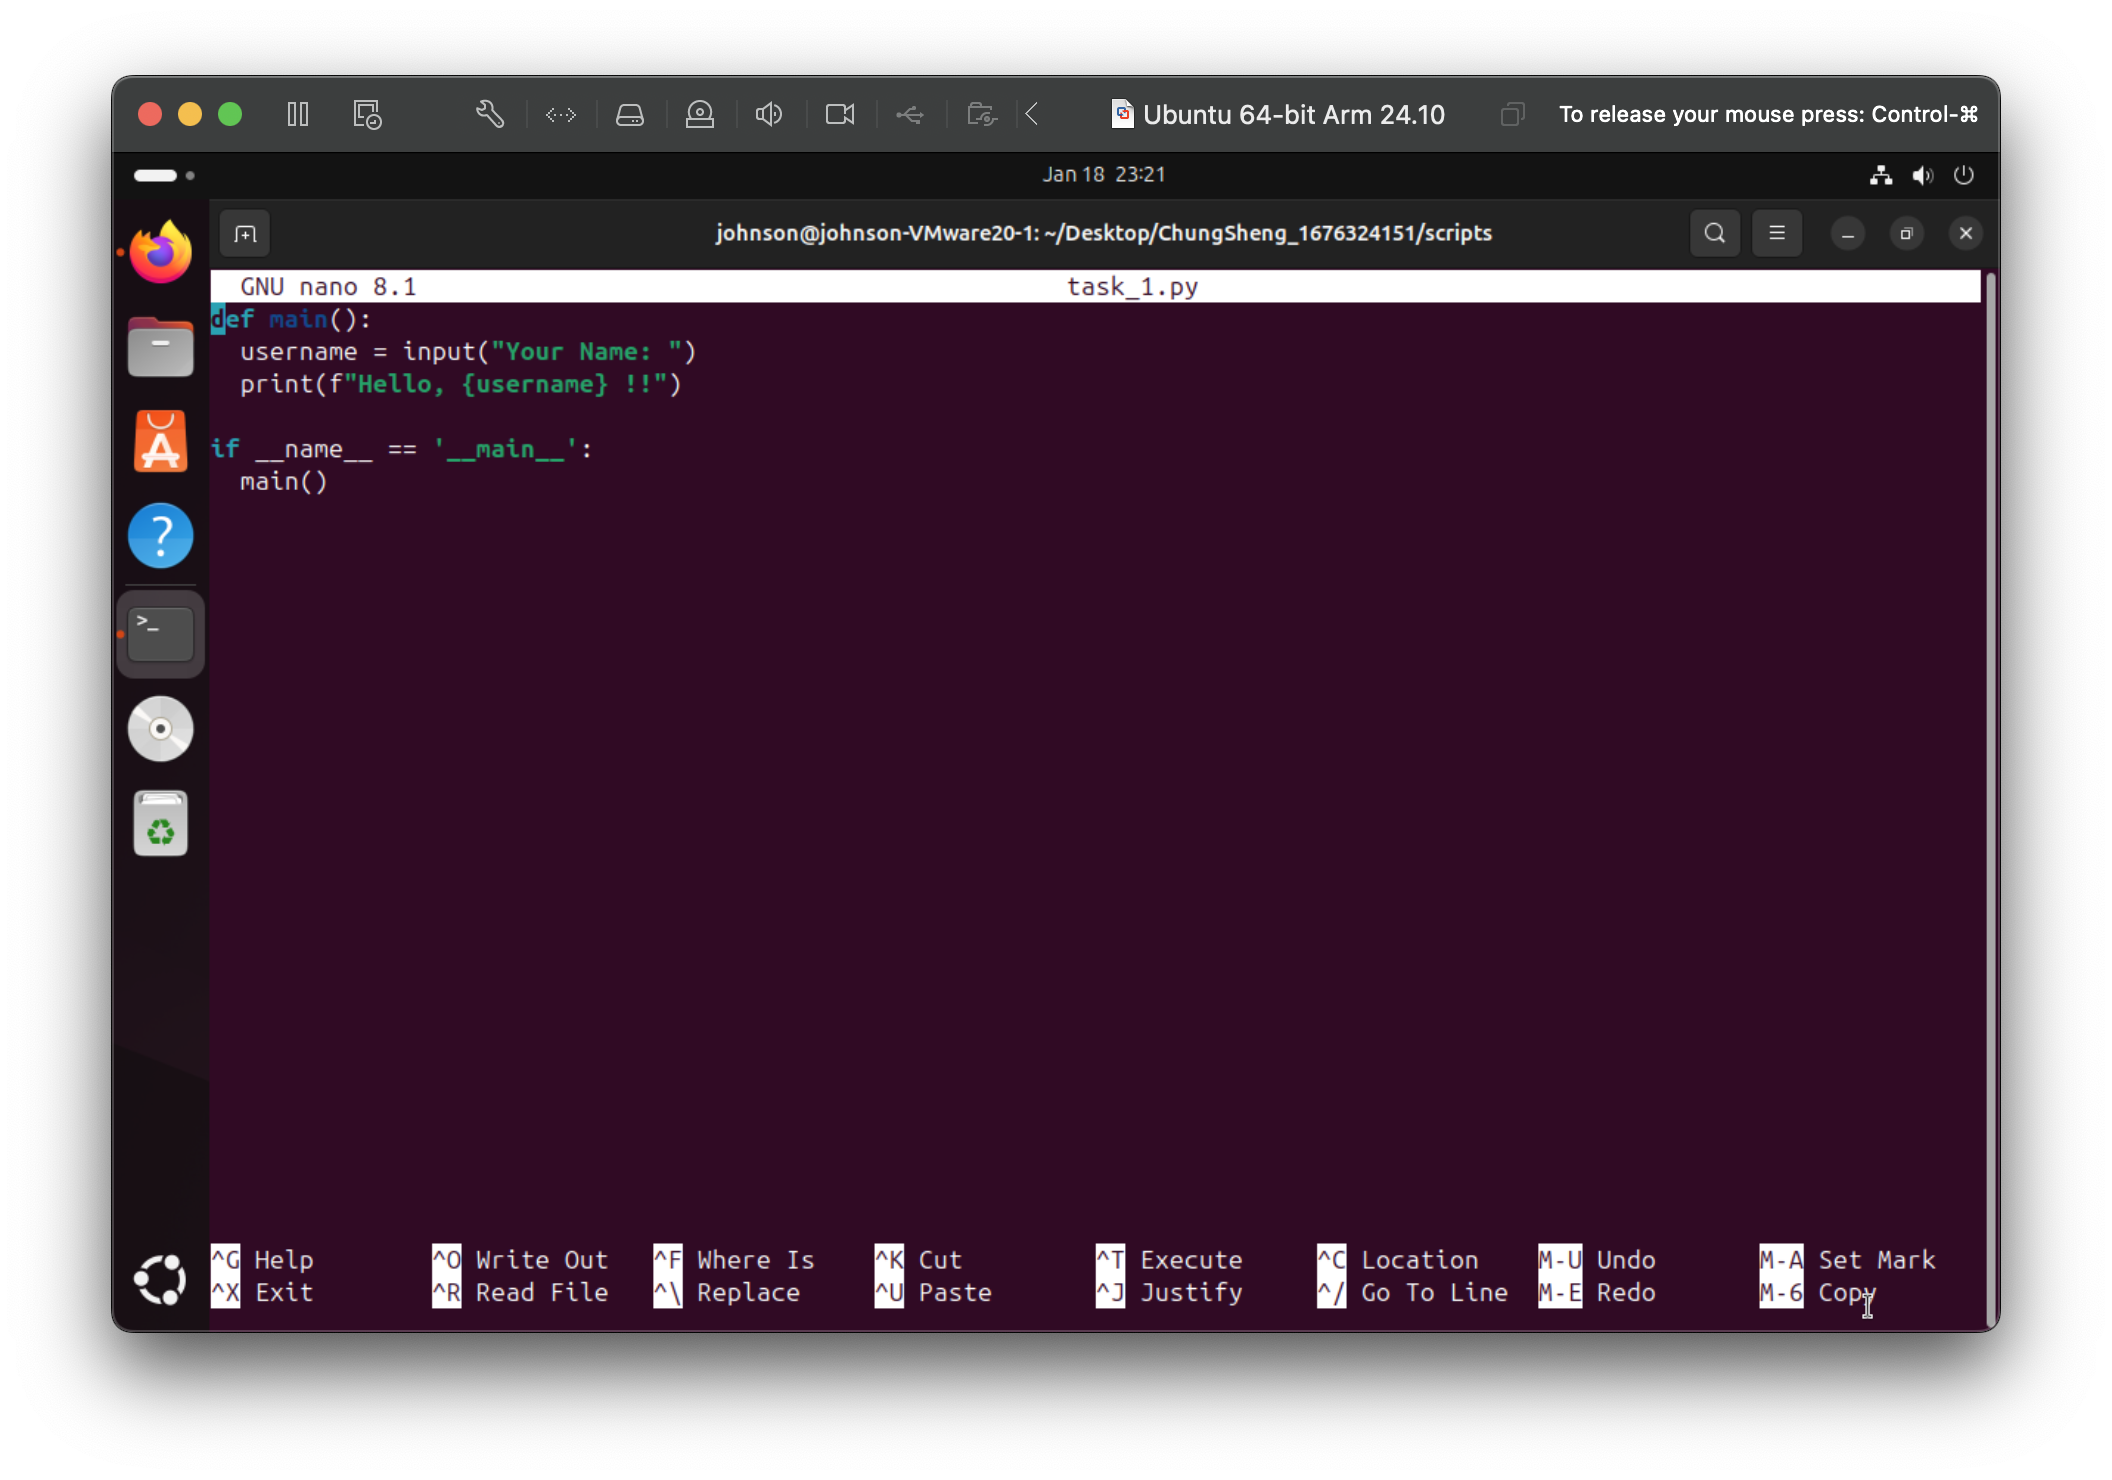 Ubuntu 64-bit Arm 24.10
To release your mouse press: Control-⌘
Jan 18 23:21
johnson@johnson-VMware20-1: ~/Desktop/ChungSheng_1676324151/scripts
GNU nano 8.1 task_1.py
def main():
  username = input("Your Name: ")
  print(f"Hello, {username} !!")

if __name__ == '__main__':
  main()
^G Help ^O Write Out ^F Where Is ^K Cut ^T Execute ^C Location M-U Undo M-A Set Mark
^X Exit ^R Read File ^\ Replace ^U Paste ^J Justify ^/ Go To Line M-E Redo M-6 Copy